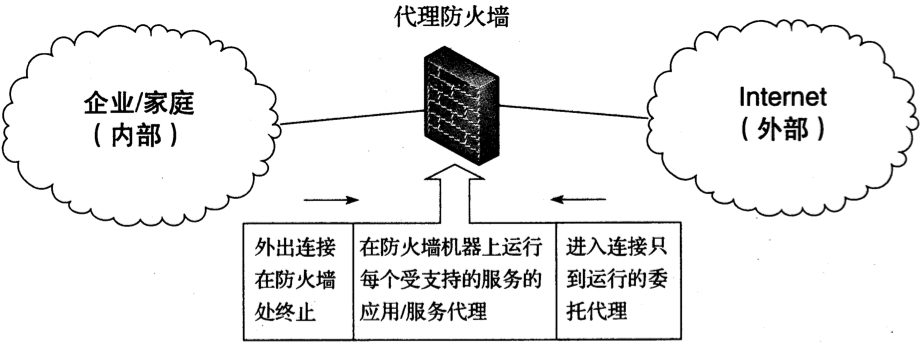 代理防火墙
企业/家庭
（内部）
Internet
（外部）
外出连接
在防火墙
处终止
在防火墙机器上运行
每个受支持的服务的
应用/服务代理
进入连接只
到运行的委
托代理